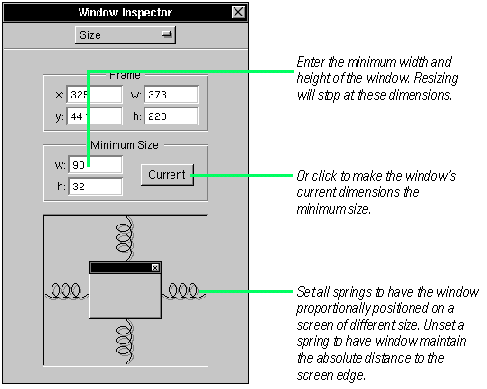 Window Inspector
Size
Frame
x: 325 w: 373
y: 44 h: 220
Minimum Size
w: 90
h: 32
Current
Enter the minimum width and
height of the window. Resizing
will stop at these dimensions.
Or click to make the window's
current dimensions the
minimum size.
Set all springs to have the window
proportionally positioned on a
screen of different size. Unset a
spring to have window maintain
the absolute distance to the
screen edge.